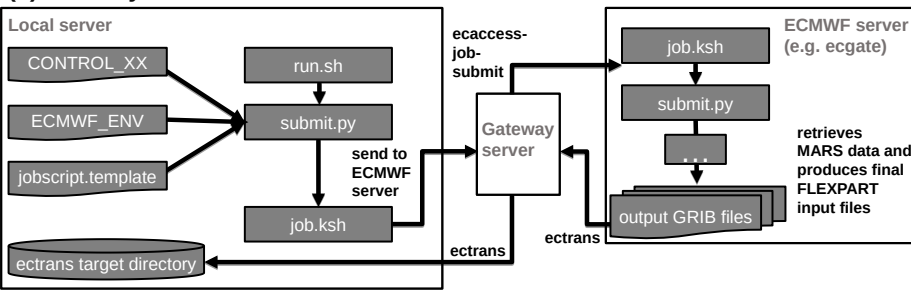 Local server
CONTROL_XX
ECMWF_ENV
jobscript.template
ectrans target directory
run.sh
submit.py
job.ksh
send to
ECMWF
server
ecaccess-
job-
submit
Gateway
server
ectrans
ectrans
ECMWF server
(e.g. ecgate)
job.ksh
submit.py
...
output GRIB files
retrieves
MARS data and
produces final
FLEXPART
input files